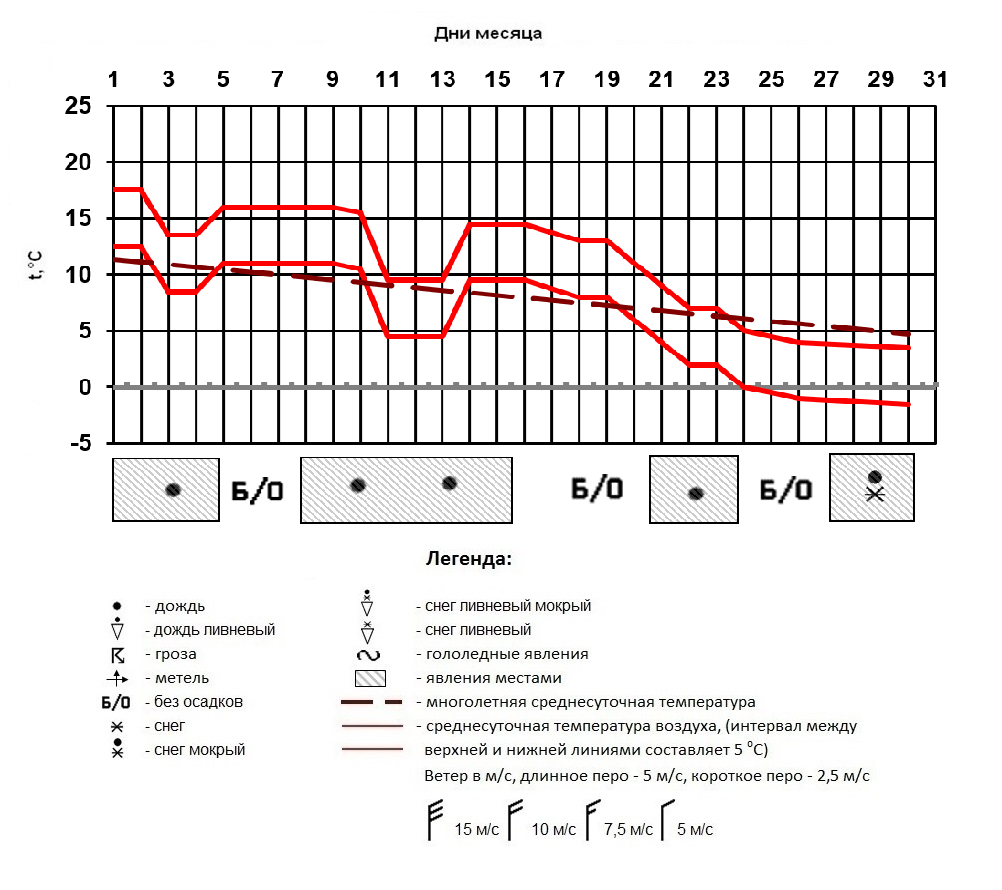 Дни месяца
1 3 5 7 9 11 13 15 17 19 21 23 25 27 29 31
25
20
15
10
5
0
-5
t,°C
Б/О Б/О Б/О
Легенда:
- дождь
- дождь ливневый
- гроза
- метель
Б/О - без осадков
- снег
- снег мокрый
- снег ливневый мокрый
- снег ливневый
- гололедные явления
- явления местами
- многолетняя среднесуточная температура
- среднесуточная температура воздуха, (интервал между
верхней и нижней линиями составляет 5 °С)
Ветер в м/с, длинное перо - 5 м/с, короткое перо - 2,5 м/с
15 м/с 10 м/с 7,5 м/с 5 м/с